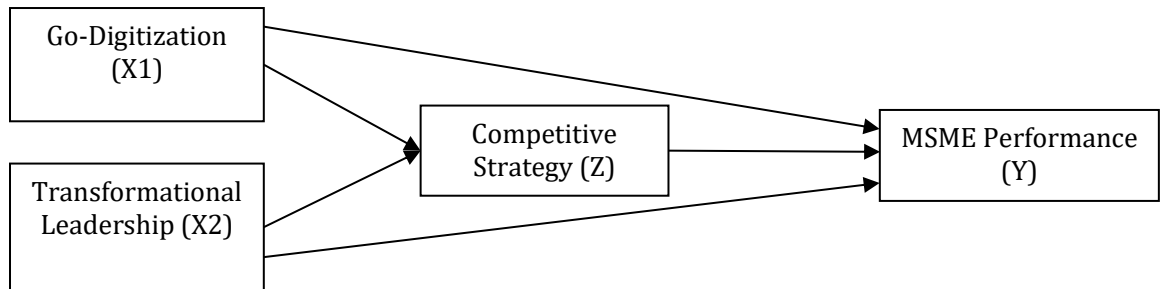 Go-Digitization
(X1)
Transformational
Leadership (X2)
Competitive
Strategy (Z)
MSME Performance
(Y)